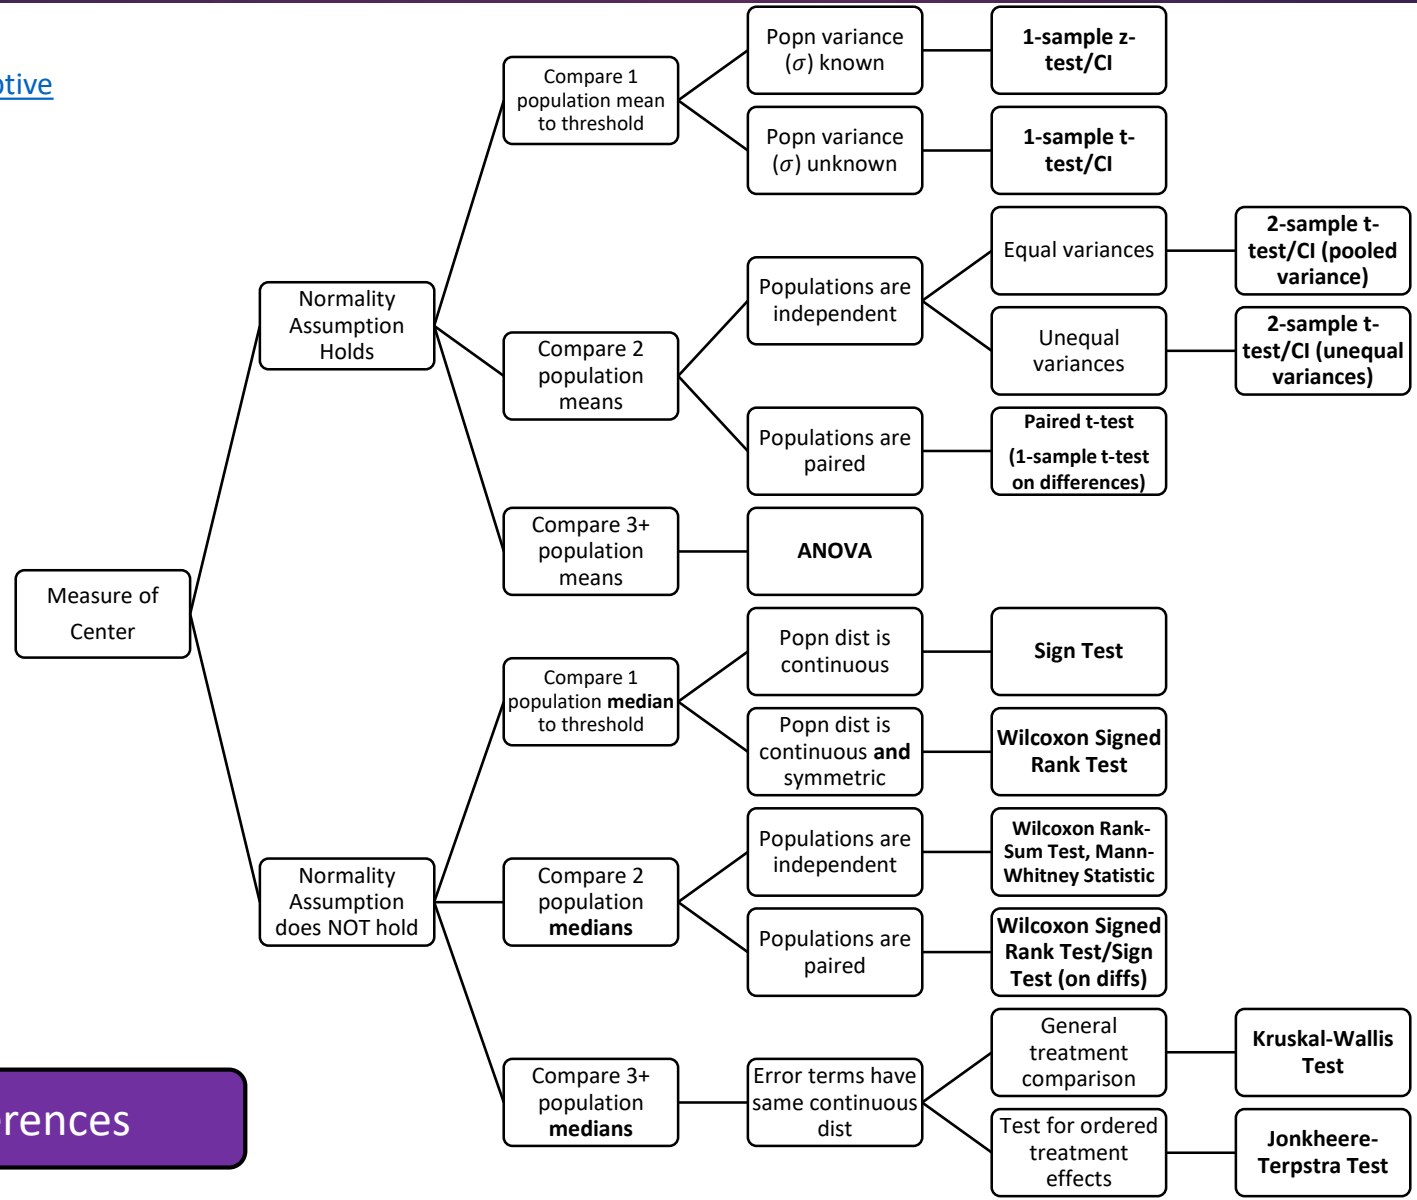 Popn variance
(σ) known
1-sample z-
test/CI
ptive
Compare 1
population mean
to threshold
Popn variance
(σ) unknown
1-sample t-
test/CI
Normality
Assumption
Holds
Compare 2
population
means
Populations are
independent
Equal variances
2-sample t-
test/CI (pooled
variance)
Unequal
variances
2-sample t-
test/CI (unequal
variances)
Populations are
paired
Paired t-test
(1-sample t-test
on differences)
Compare 3+
population
means
ANOVA
Measure of
Center
Compare 1
population median
to threshold
Popn dist is
continuous
Sign Test
Popn dist is
continuous and
symmetric
Wilcoxon Signed
Rank Test
Normality
Assumption
does NOT hold
Compare 2
population
medians
Populations are
independent
Wilcoxon Rank-
Sum Test, Mann-
Whitney Statistic
Populations are
paired
Wilcoxon Signed
Rank Test/Sign
Test (on diffs)
Compare 3+
population
medians
Error terms have
same continuous
dist
General
treatment
comparison
Kruskal-Wallis
Test
Test for ordered
treatment
effects
Jonkheere-
Terpstra Test
erences